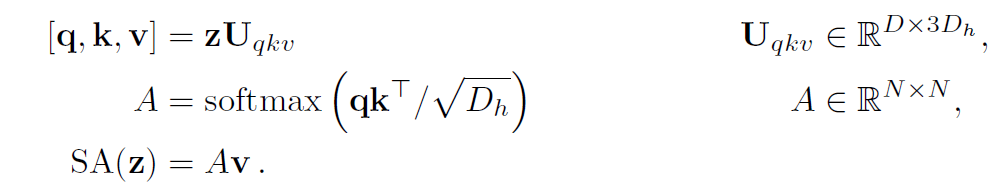 [q, k, v] = zU_{qkv}    U_{qkv} ∈ ℝ^{D×3D_h},
A = softmax(qk^⊤/√D_h)    A ∈ ℝ^{N×N},
SA(z) = Av.